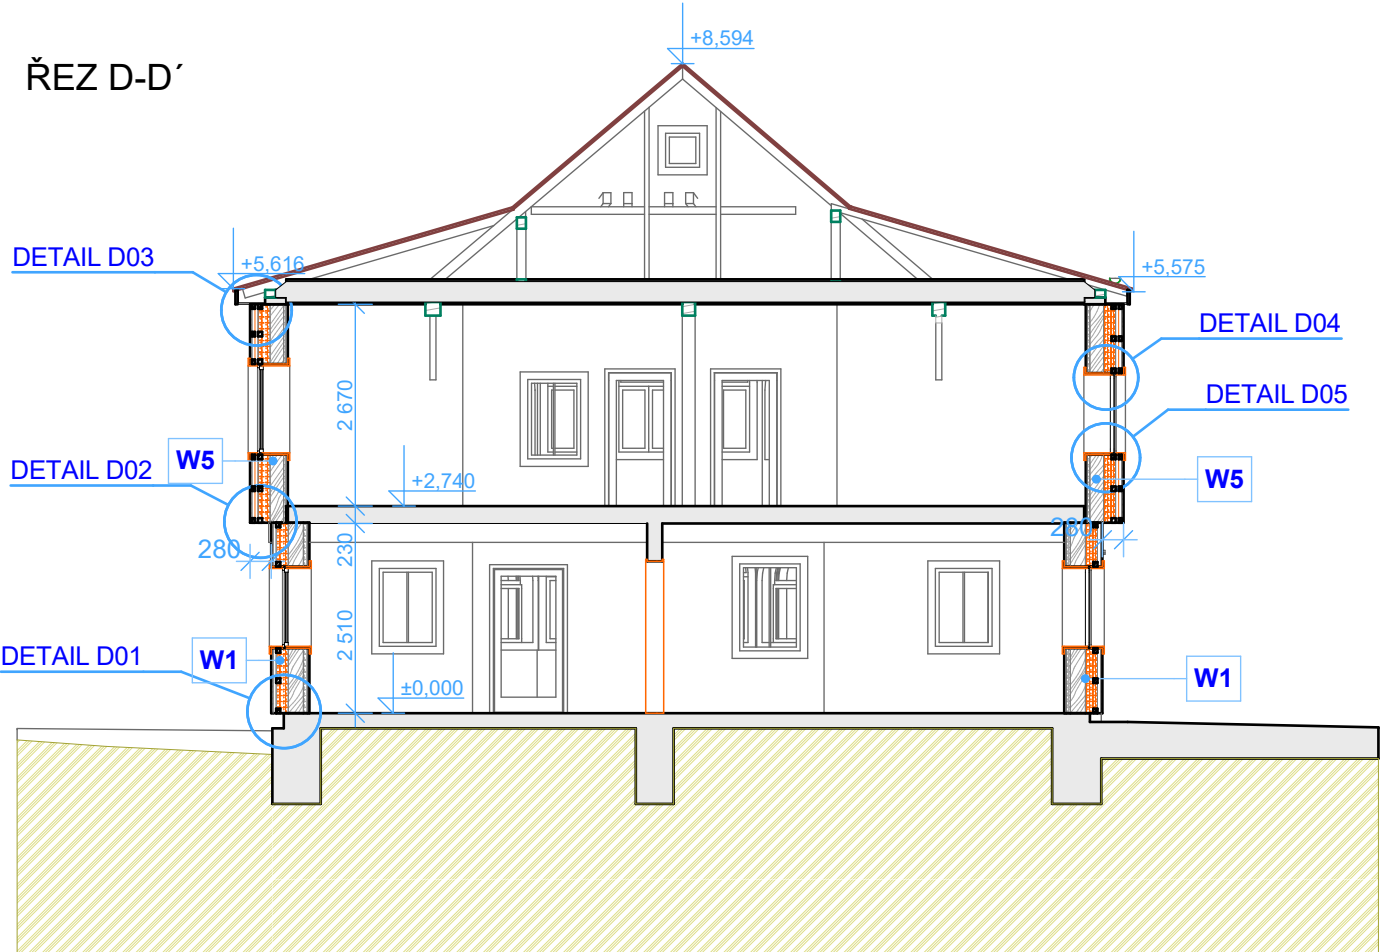 +8,594
ŘEZ D-D´
DETAIL D03
+5,616
+5,575
DETAIL D04
2 670
DETAIL D05
W5
DETAIL D02
+2,740
W5
280
230
280
2 510
DETAIL D01
W1
±0,000
W1